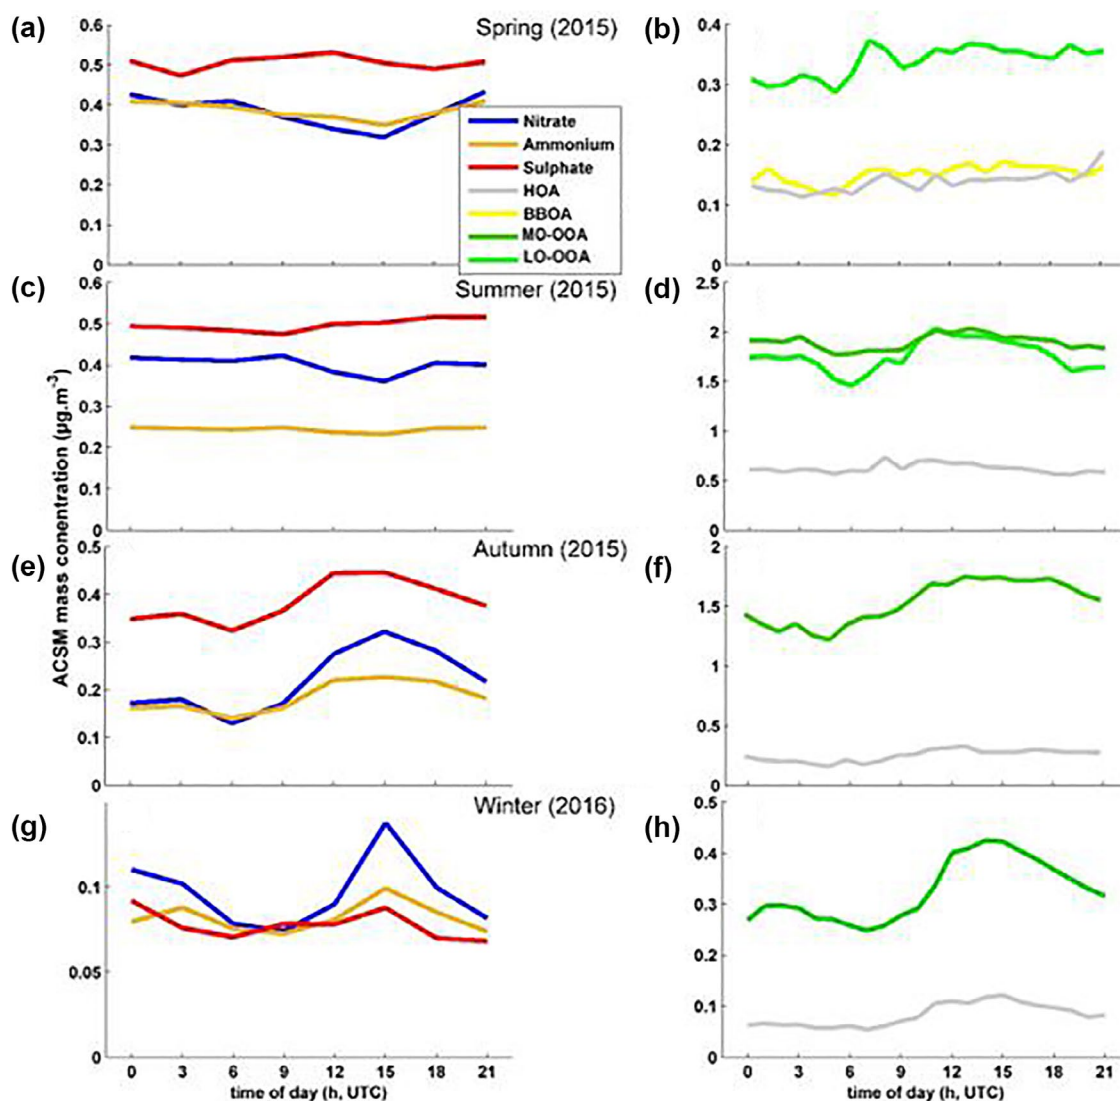 (a)
Spring (2015)
(b)
0.6
0.5
0.4
0.3
0.2
0.1
0
0.4
0.3
0.2
0.1
0
Nitrate
Ammonium
Sulphate
HOA
BBOA
MO-OOA
LO-OOA
(c)
Summer (2015)
(d)
0.6
0.5
0.4
0.3
0.2
0.1
0
2.5
2
1.5
1
0.5
0
ACSM mass conentration (µg.m-3)
(e)
Autumn (2015)
(f)
0.5
0.4
0.3
0.2
0.1
0
2
1.5
1
0.5
0
(g)
Winter (2016)
(h)
0.1
0.05
0
0.5
0.4
0.3
0.2
0.1
0
0 3 6 9 12 15 18 21
0 3 6 9 12 15 18 21
time of day (h, UTC)
time of day (h, UTC)